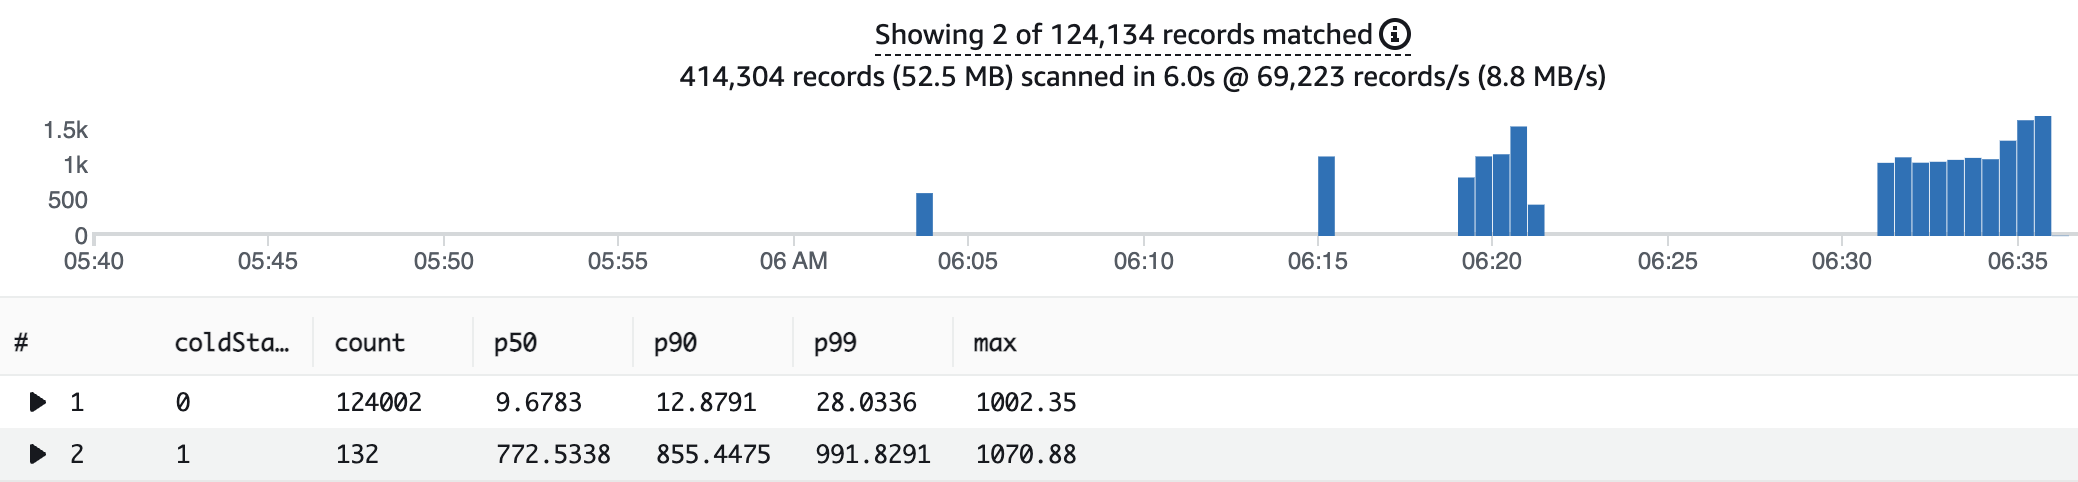 Showing 2 of 124,134 records matched
414,304 records (52.5 MB) scanned in 6.0s @ 69,223 records/s (8.8 MB/s)
1.5k
1k
500
0
05:40 05:45 05:50 05:55 06 AM 06:05 06:10 06:15 06:20 06:25 06:30 06:35
# coldSta… count p50 p90 p99 max
1 0 124002 9.6783 12.8791 28.0336 1002.35
2 1 132 772.5338 855.4475 991.8291 1070.88